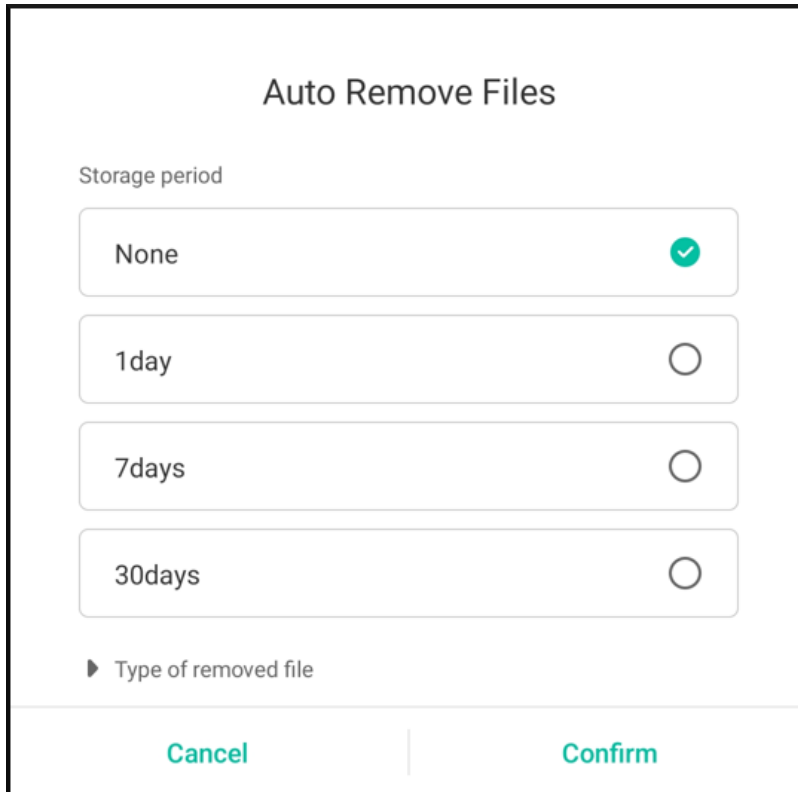 Auto Remove Files
Storage period
None
1day
7days
30days
Type of removed file
Cancel Confirm